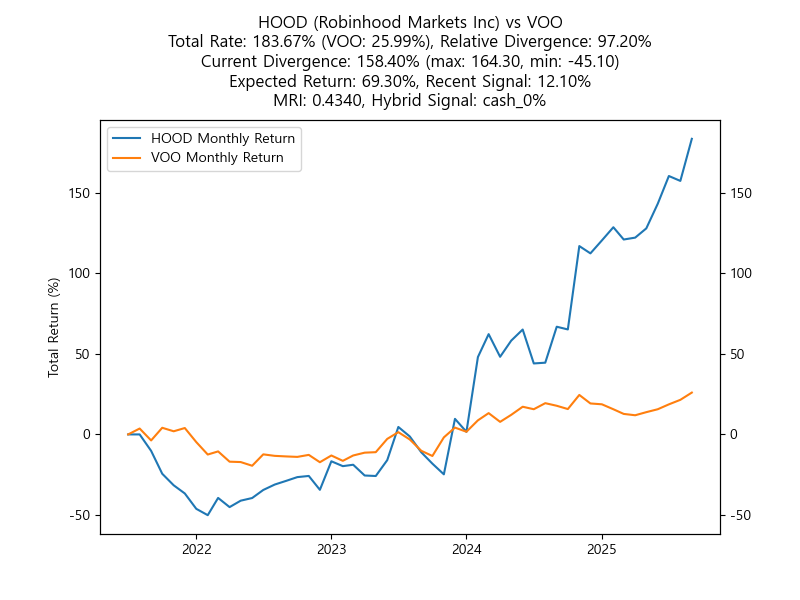 HOOD (Robinhood Markets Inc) vs VOO
Total Rate: 183.67% (VOO: 25.99%), Relative Divergence: 97.20%
Current Divergence: 158.40% (max: 164.30, min: -45.10)
Expected Return: 69.30%, Recent Signal: 12.10%
MRI: 0.4340, Hybrid Signal: cash_0%
HOOD Monthly Return
VOO Monthly Return
Total Return (%)
150
100
50
0
-50
150
100
50
0
-50
2022 2023 2024 2025